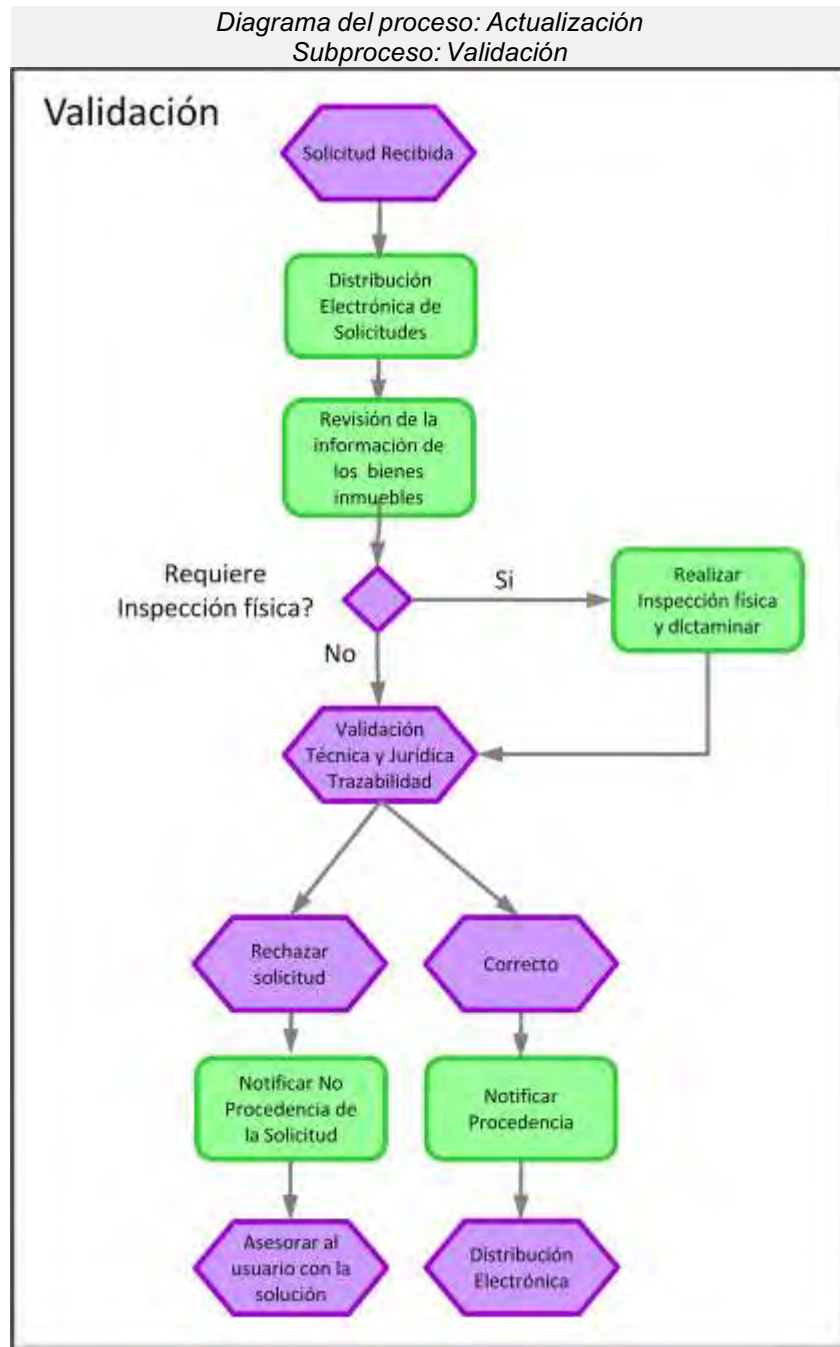 Diagrama del proceso: Actualización
Subproceso: Validación
Validación
Solicitud Recibida
Distribución
Electrónica de
Solicitudes
Revisión de la
información de
los bienes
inmuebles
Requiere
Inspección física?
Si
Realizar
Inspección física
y dictaminar
No
Validación
Técnica y Jurídica
Trazabilidad
Rechazar
solicitud
Correcto
Notificar No
Procedencia de
la Solicitud
Notificar
Procedencia
Asesorar al
usuario con la
solución
Distribución
Electrónica